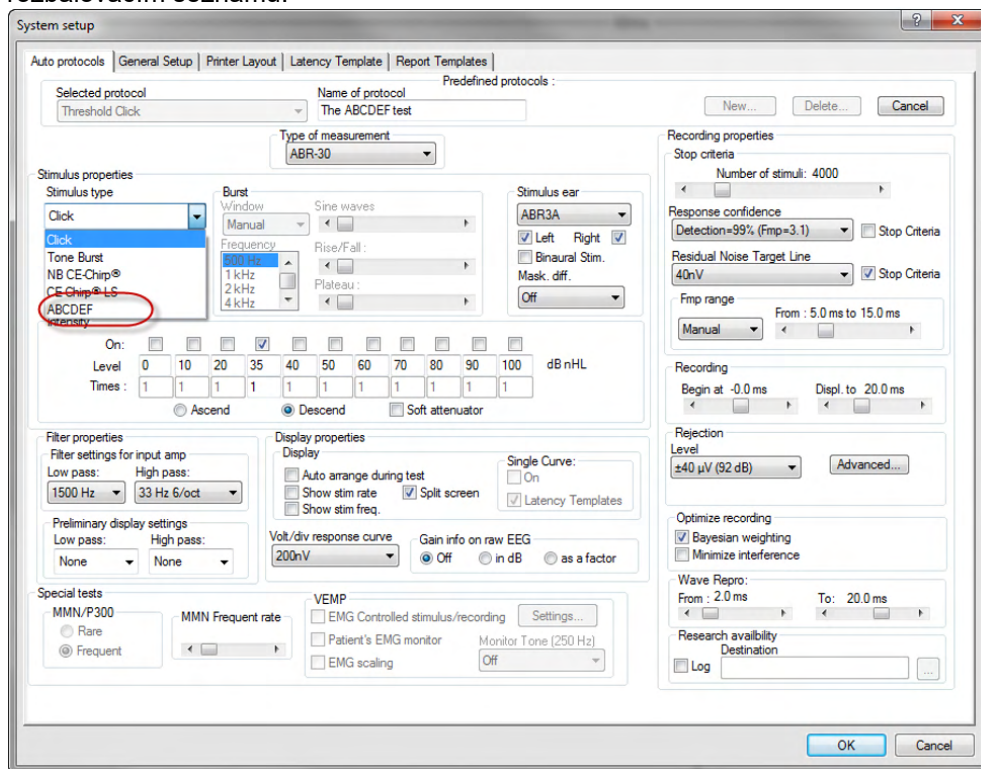 rozbalovacím seznamu.
System setup
Auto protocols General Setup Printer Layout Latency Template Report Templates
Predefined protocols :
Selected protocol
Threshold Click
Name of protocol
The ABCDEF test
New... Delete... Cancel
Type of measurement
ABR-30
Stimulus properties
Stimulus type
Click
Click
Tone Burst
NB CE-Chirp®
CE-Chirp® LS
ABCDEF
Burst
Window
Manual
Frequency
500 Hz
1 kHz
2 kHz
4 kHz
Sine waves
Rise/Fall :
Plateau :
Stimulus ear
ABR3A
Left Right
Binaural Stim.
Mask. diff.
Off
Intensity
On:
Level 0 10 20 35 40 50 60 70 80 90 100 dB nHL
Times : 1 1 1 1 1 1 1 1 1 1 1
Ascend Descend Soft attenuator
Filter properties
Filter settings for input amp
Low pass: High pass:
1500 Hz 33 Hz 6/oct
Preliminary display settings
Low pass: High pass:
None None
Display properties
Display
Auto arrange during test
Show stim rate Split screen
Show stim freq.
Single Curve:
On
Latency Templates
Volt/div response curve
200nV
Gain info on raw EEG
Off in dB as a factor
Special tests
MMN/P300
Rare
Frequent
MMN Frequent rate
VEMP
EMG Controlled stimulus/recording Settings...
Patient's EMG monitor
EMG scaling
Monitor Tone (250 Hz)
Off
Recording properties
Stop criteria
Number of stimuli: 4000
Response confidence
Detection=99% (Fmp=3.1) Stop Criteria
Residual Noise Target Line
40nV Stop Criteria
Fmp range
From : 5.0 ms to 15.0 ms
Manual
Recording
Begin at -0.0 ms Displ. to 20.0 ms
Rejection
Level
±40 µV (92 dB) Advanced...
Optimize recording
Bayesian weighting
Minimize interference
Wave Repro:
From : 2.0 ms To: 20.0 ms
Research availbility
Destination
Log ...
OK Cancel